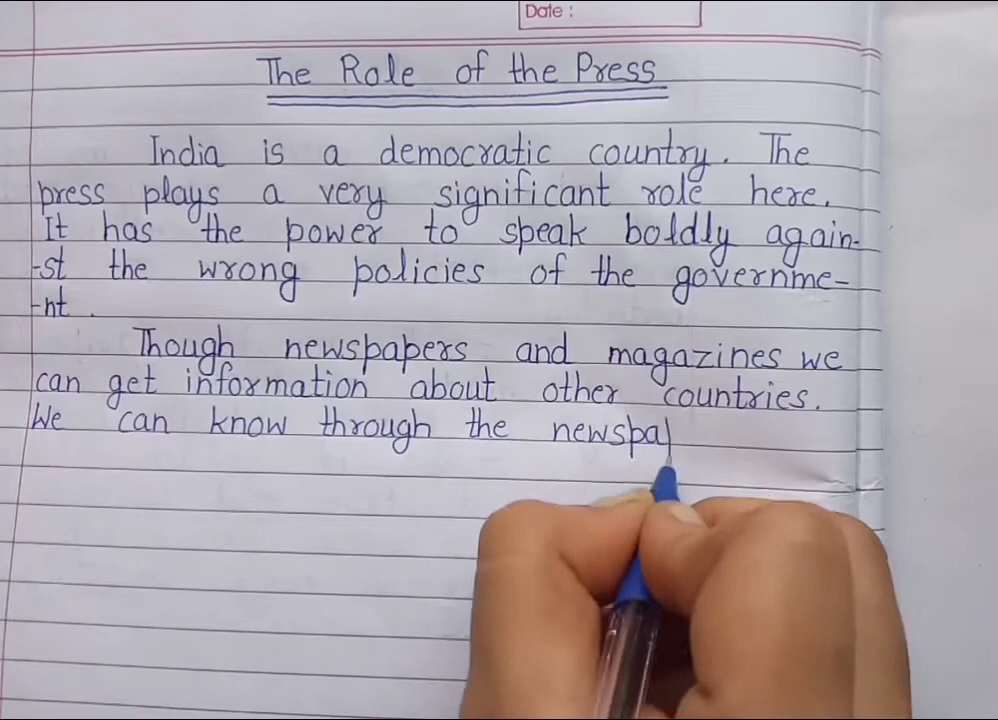 Date :
The Role of the Press
India is a democratic country. The
press plays a very significant role here.
It has the power to speak boldly again-
-st the wrong policies of the governme-
-nt.
Though newspapers and magazines we
can get information about other countries.
We can know through the newspa